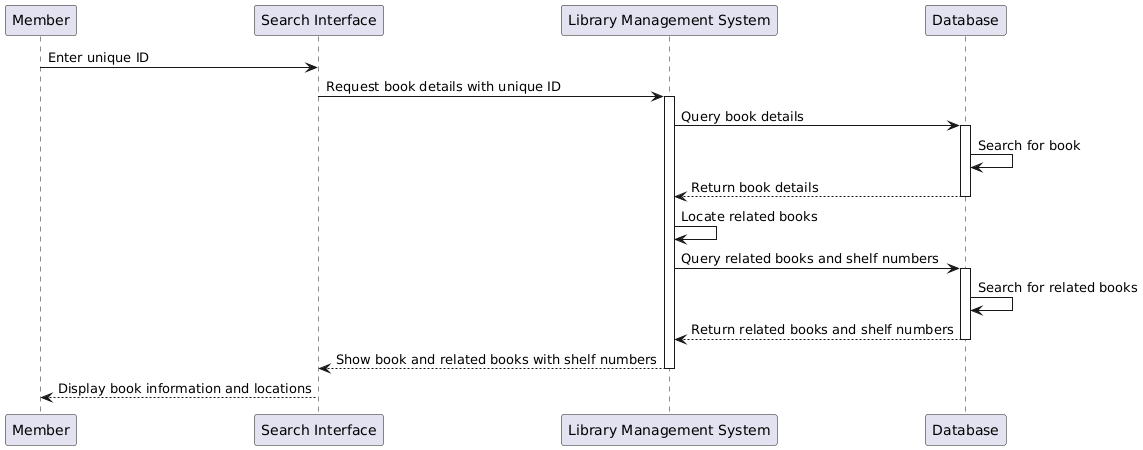 Member
Search Interface
Library Management System
Database
Enter unique ID
Request book details with unique ID
Query book details
Search for book
Return book details
Locate related books
Query related books and shelf numbers
Search for related books
Return related books and shelf numbers
Show book and related books with shelf numbers
Display book information and locations
Member
Search Interface
Library Management System
Database